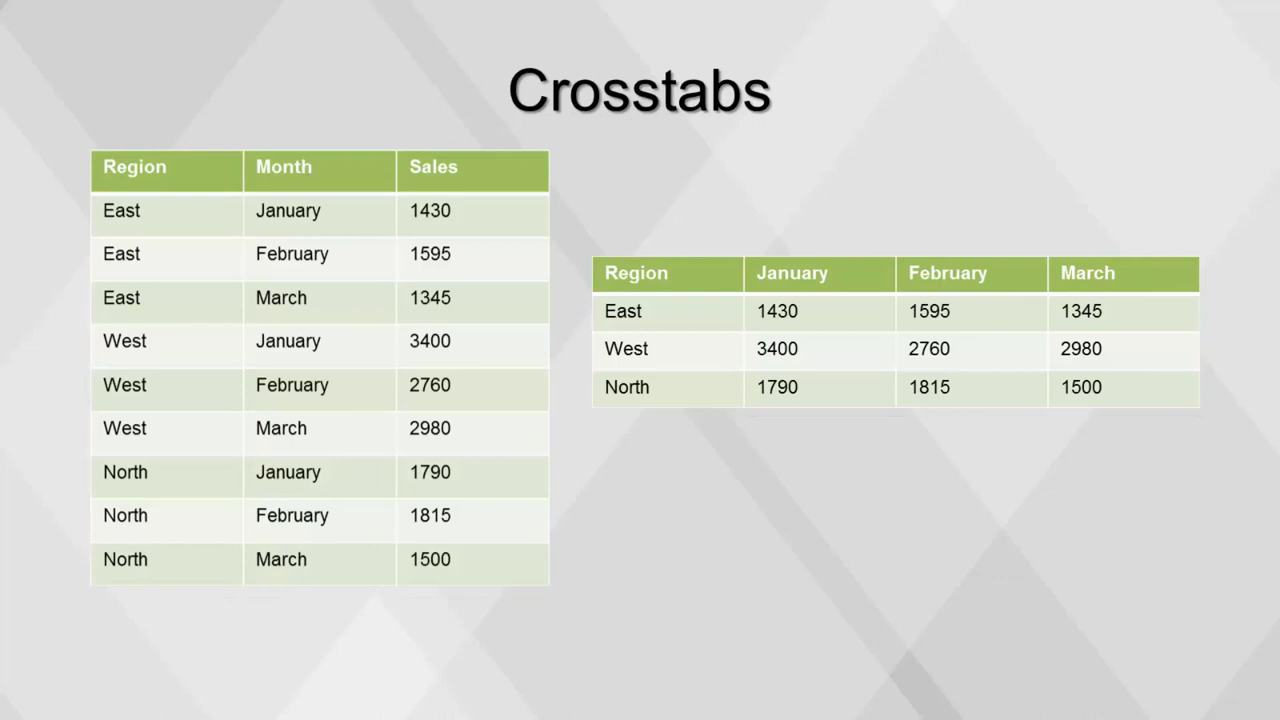 Crosstabs
Region Month Sales
East January 1430
East February 1595
East March 1345
West January 3400
West February 2760
West March 2980
North January 1790
North February 1815
North March 1500
Region January February March
East 1430 1595 1345
West 3400 2760 2980
North 1790 1815 1500